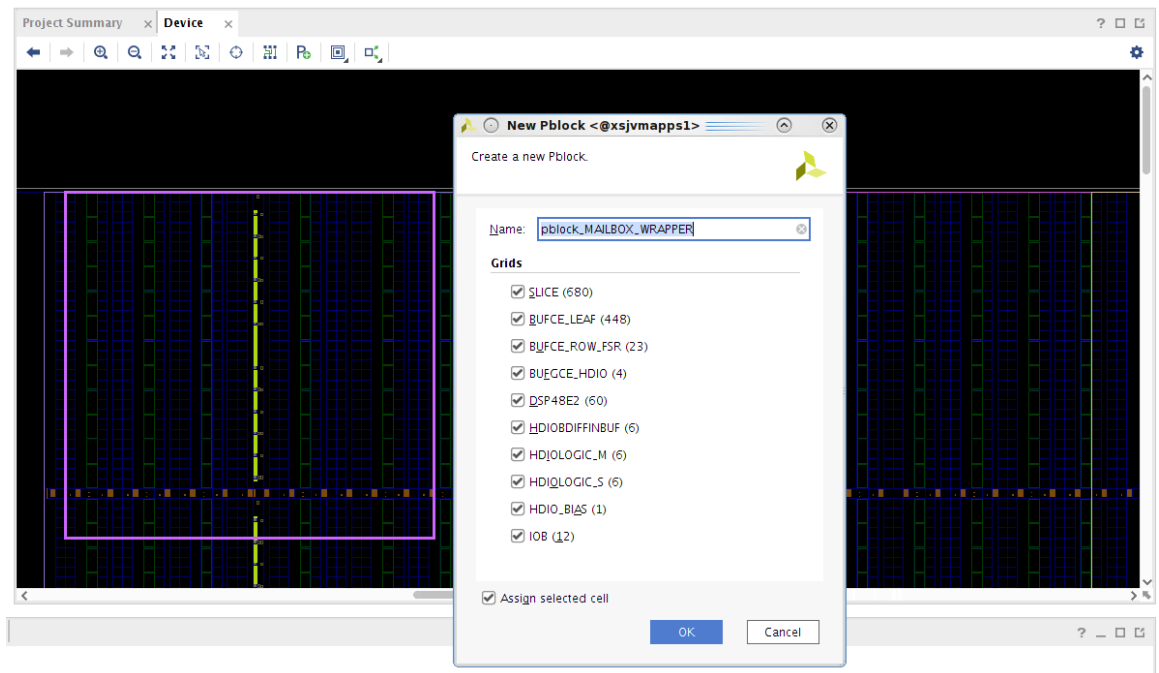 Project Summary
Device
New Pblock <@xsjvmapps1>
Create a new Pblock.
Name: pblock_MAILBOX_WRAPPER
Grids
SLICE (680)
BUFCE_LEAF (448)
BUFCE_ROW_FSR (23)
BUFGCE_HDIO (4)
DSP48E2 (60)
HDIOBDIFFINBUF (6)
HDIOLOGIC_M (6)
HDIOLOGIC_S (6)
HDIO_BIAS (1)
IOB (12)
Assign selected cell
OK Cancel